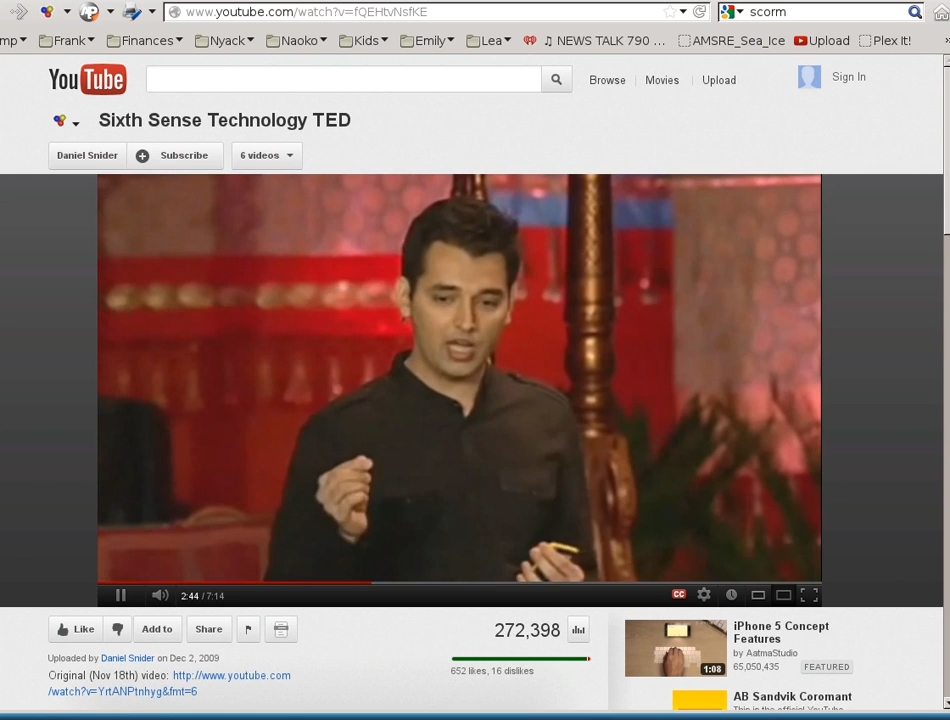 www.youtube.com/watch?v=fQEHtvNsfKE
scorm
Frank Finances Nyack Naoko Kids Emily Lea NEWS TALK 790 ... AMSRE_Sea_Ice Upload Plex It!
YouTube
Browse Movies Upload Sign In
Sixth Sense Technology TED
Daniel Snider Subscribe 6 videos
CC
2:44 / 7:14
Like Add to Share 272,398
Uploaded by Daniel Snider on Dec 2, 2009
652 likes, 16 dislikes
Original (Nov 18th) video: http://www.youtube.com
/watch?v=YrtANPtnhyg&fmt=6
iPhone 5 Concept
Features
by AatmaStudio
65,050,435 FEATURED
1:08
AB Sandvik Coromant